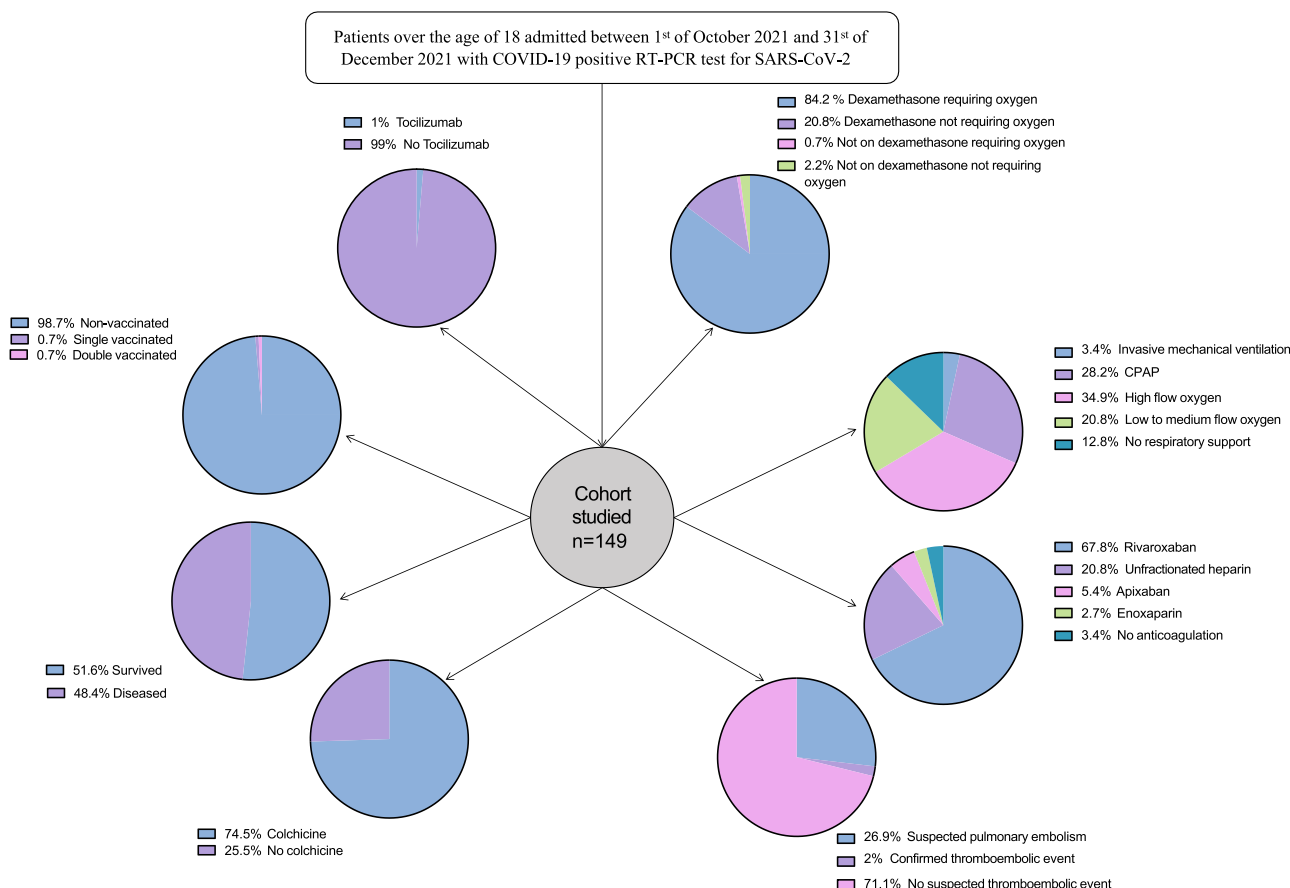 Patients over the age of 18 admitted between 1st of October 2021 and 31st of
December 2021 with COVID-19 positive RT-PCR test for SARS-CoV-2
1% Tocilizumab
99% No Tocilizumab
84.2 % Dexamethasone requiring oxygen
20.8% Dexamethasone not requiring oxygen
0.7% Not on dexamethasone requiring oxygen
2.2% Not on dexamethasone not requiring
oxygen
98.7% Non-vaccinated
0.7% Single vaccinated
0.7% Double vaccinated
3.4% Invasive mechanical ventilation
28.2% CPAP
34.9% High flow oxygen
20.8% Low to medium flow oxygen
12.8% No respiratory support
Cohort
studied
n=149
67.8% Rivaroxaban
20.8% Unfractionated heparin
5.4% Apixaban
2.7% Enoxaparin
3.4% No anticoagulation
51.6% Survived
48.4% Diseased
74.5% Colchicine
25.5% No colchicine
26.9% Suspected pulmonary embolism
2% Confirmed thromboembolic event
71.1% No suspected thromboembolic event